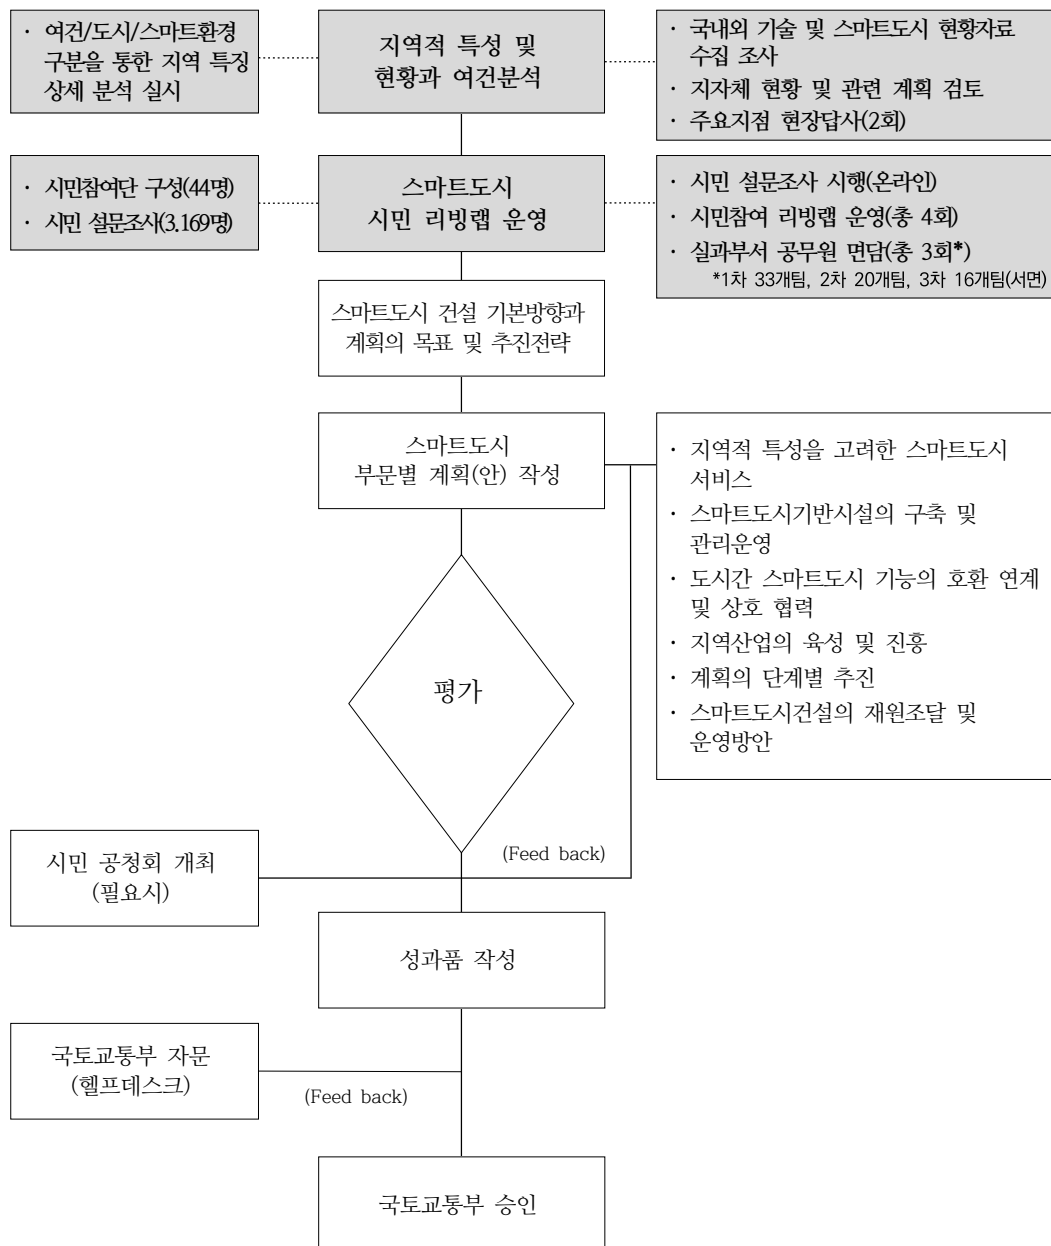 · 여건/도시/스마트환경
구분을 통한 지역 특징
상세 분석 실시
지역적 특성 및
현황과 여건분석
· 국내외 기술 및 스마트도시 현황자료
수집 조사
· 지자체 현황 및 관련 계획 검토
· 주요지점 현장답사(2회)
· 시민참여단 구성(44명)
· 시민 설문조사(3.169명)
스마트도시
시민 리빙랩 운영
· 시민 설문조사 시행(온라인)
· 시민참여 리빙랩 운영(총 4회)
· 실과부서 공무원 면담(총 3회*)
*1차 33개팀, 2차 20개팀, 3차 16개팀(서면)
스마트도시 건설 기본방향과
계획의 목표 및 추진전략
스마트도시
부문별 계획(안) 작성
· 지역적 특성을 고려한 스마트도시
서비스
· 스마트도시기반시설의 구축 및
관리운영
· 도시간 스마트도시 기능의 호환 연계
및 상호 협력
· 지역산업의 육성 및 진흥
· 계획의 단계별 추진
· 스마트도시건설의 재원조달 및
운영방안
평가
(Feed back)
시민 공청회 개최
(필요시)
성과품 작성
국토교통부 자문
(헬프데스크)
(Feed back)
국토교통부 승인